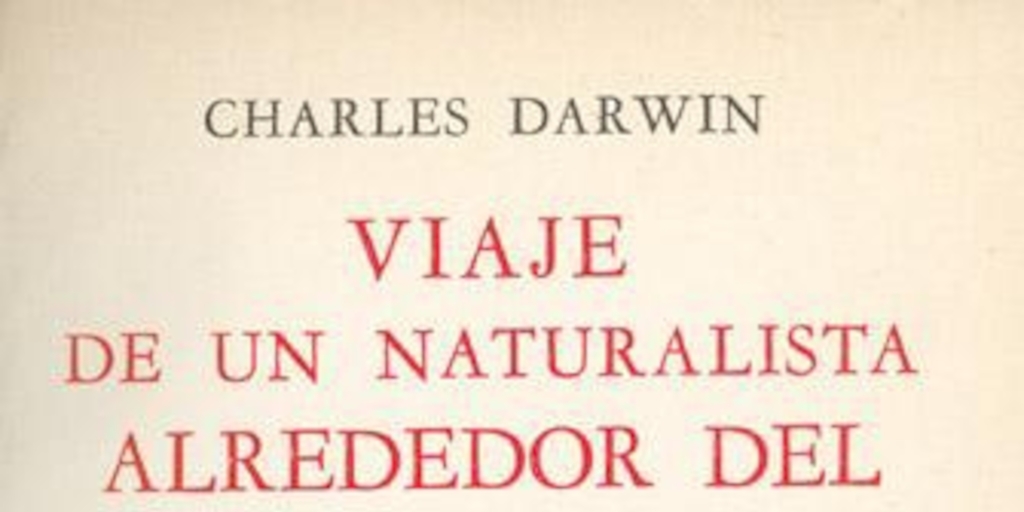 CHARLES DARWIN
VIAJE
DE UN NATURALISTA
ALREDEDOR DEL